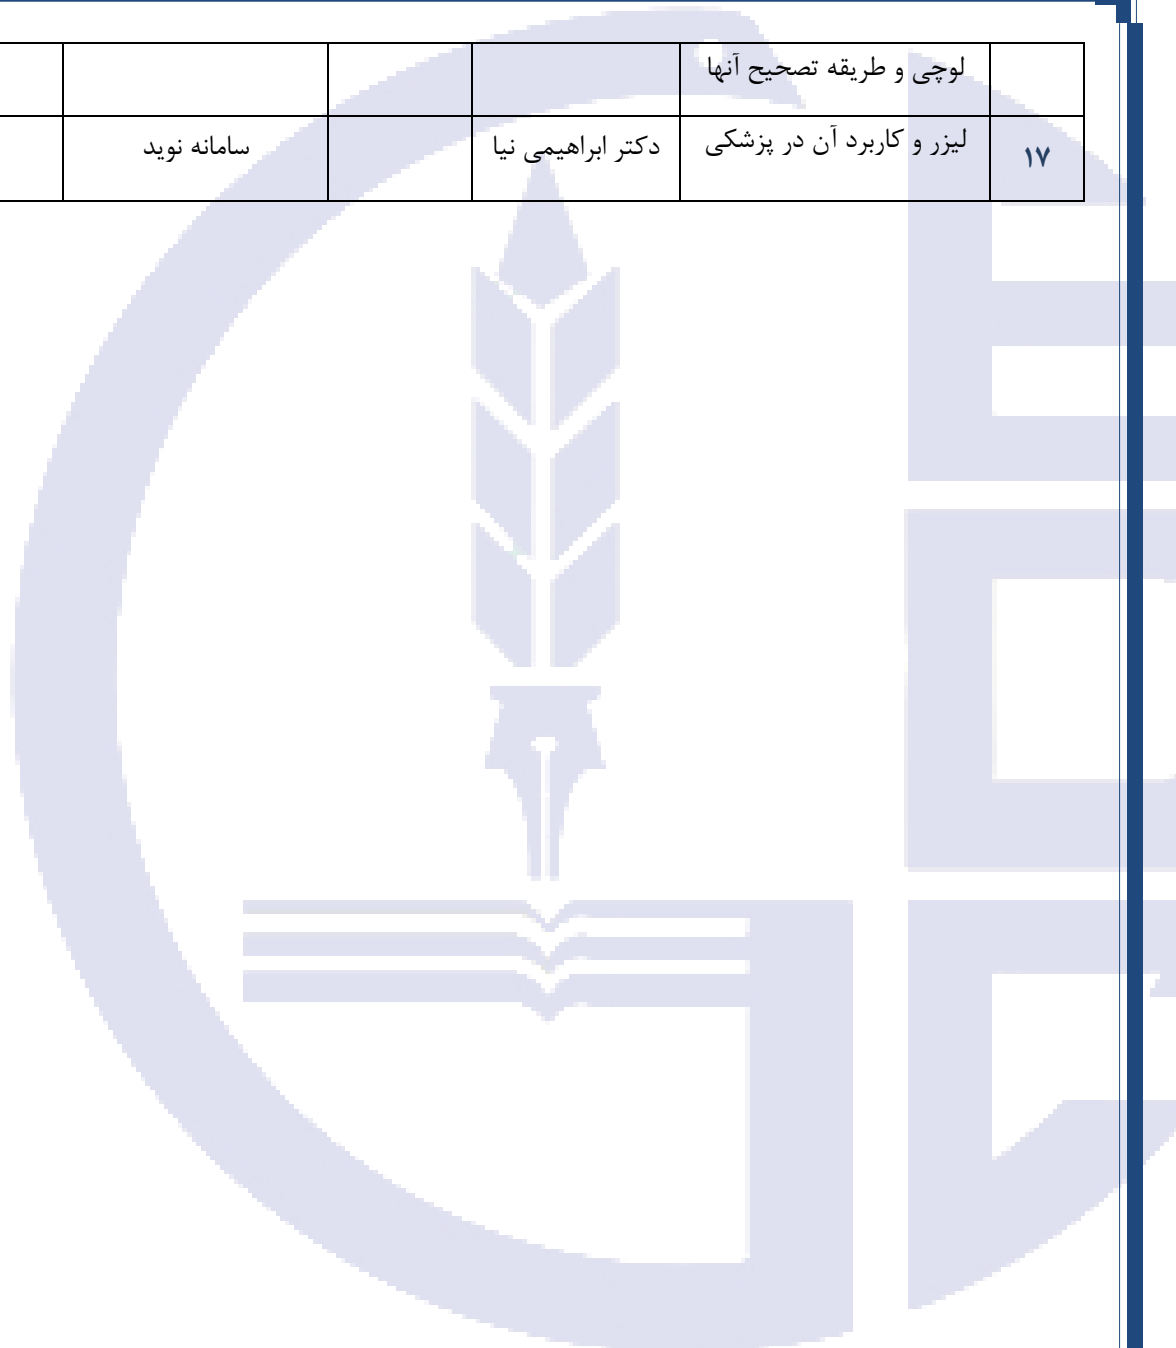 لوچی و طریقه تصحیح آنها
۱۷ لیزر و کاربرد آن در پزشکی دکتر ابراهیمی نیا سامانه نوید